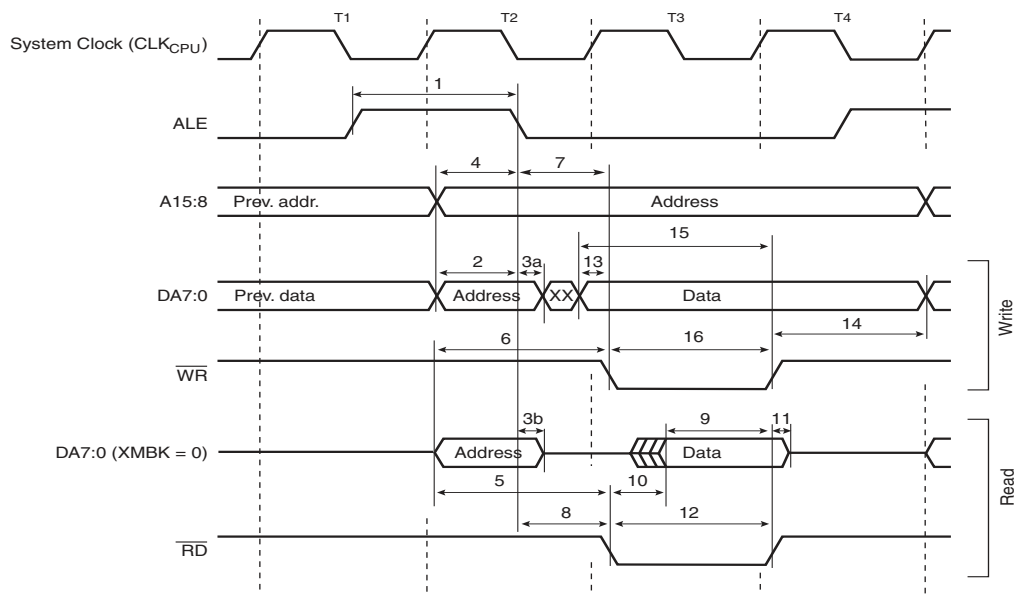 T1 T2 T3 T4
System Clock (CLKCPU)
1
ALE
4 7
A15:8 Prev. addr. Address
15
2 3a 13
DA7:0 Prev. data Address XX Data
14
6 16
WR
Write
3b 9 11
DA7:0 (XMBK = 0) Address Data
5 10
8 12
RD
Read